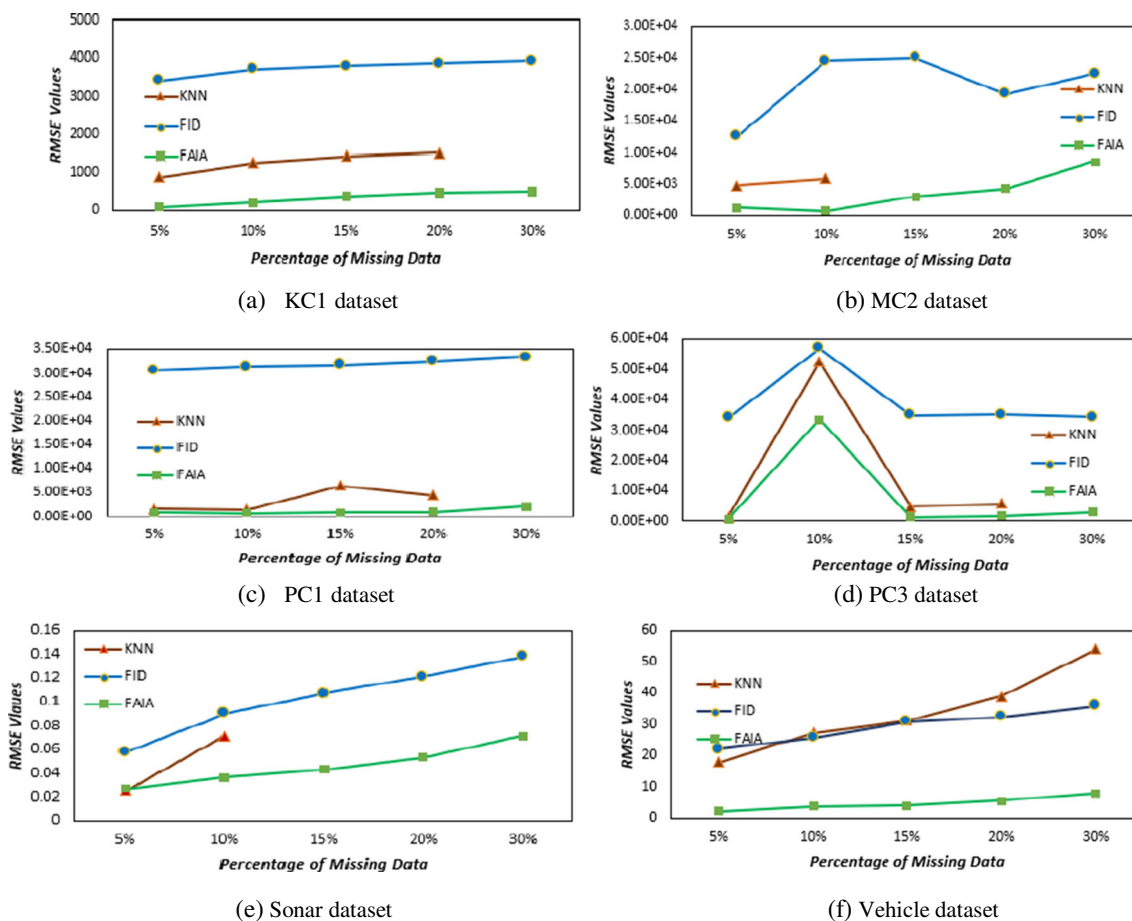 5000
4000
3000
2000
1000
0
RMSE Values
KNN
FID
FAIA
5% 10% 15% 20% 30%
Percentage of Missing Data
(a) KC1 dataset
3.00E+04
2.50E+04
2.00E+04
1.50E+04
1.00E+04
5.00E+03
0.00E+00
RMSE Values
KNN
FID
FAIA
5% 10% 15% 20% 30%
Percentage of Missing Data
(b) MC2 dataset
3.50E+04
3.00E+04
2.50E+04
2.00E+04
1.50E+04
1.00E+04
5.00E+03
0.00E+00
RMSE Values
KNN
FID
FAIA
5% 10% 15% 20% 30%
Percentage of Missing Data
(c) PC1 dataset
6.00E+04
5.00E+04
4.00E+04
3.00E+04
2.00E+04
1.00E+04
0.00E+00
RMSE Values
KNN
FID
FAIA
5% 10% 15% 20% 30%
Percentage of Missing Data
(d) PC3 dataset
0.16
0.14
0.12
0.1
0.08
0.06
0.04
0.02
0
RMSE Vlaues
KNN
FID
FAIA
5% 10% 15% 20% 30%
Percentage of Missing Data
(e) Sonar dataset
60
50
40
30
20
10
0
RMSE Values
KNN
FID
FAIA
5% 10% 15% 20% 30%
Percentage of Missing Data
(f) Vehicle dataset